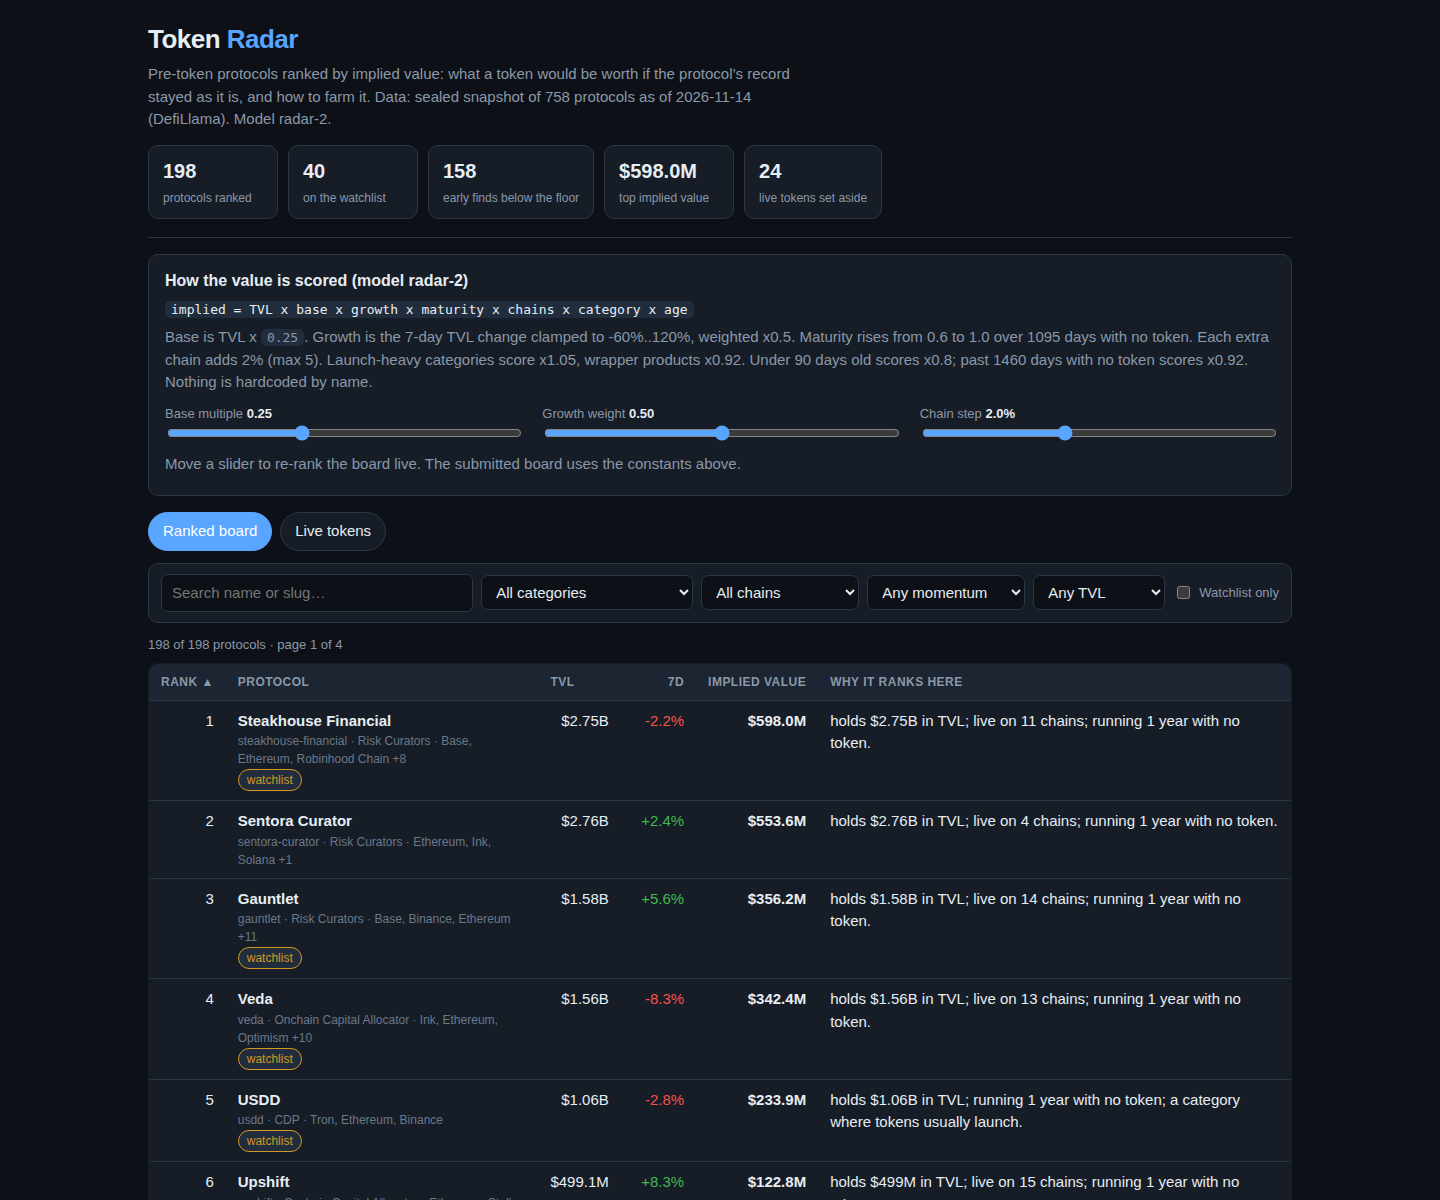 Token Radar
Pre-token protocols ranked by implied value: what a token would be worth if the protocol's record
stayed as it is, and how to farm it. Data: sealed snapshot of 758 protocols as of 2026-11-14
(DefiLlama). Model radar-2.
198
protocols ranked
40
on the watchlist
158
early finds below the floor
$598.0M
top implied value
24
live tokens set aside
How the value is scored (model radar-2)
implied = TVL x base x growth x maturity x chains x category x age
Base is TVL x 0.25. Growth is the 7-day TVL change clamped to -60%..120%, weighted x0.5. Maturity rises from 0.6 to 1.0 over 1095 days with no token. Each extra
chain adds 2% (max 5). Launch-heavy categories score x1.05, wrapper products x0.92. Under 90 days old scores x0.8; past 1460 days with no token scores x0.92.
Nothing is hardcoded by name.
Base multiple 0.25 Growth weight 0.50 Chain step 2.0%
Move a slider to re-rank the board live. The submitted board uses the constants above.
Ranked board Live tokens
Search name or slug… All categories All chains Any momentum Any TVL Watchlist only
198 of 198 protocols · page 1 of 4
RANK ▲ PROTOCOL TVL 7D IMPLIED VALUE WHY IT RANKS HERE
1 Steakhouse Financial $2.75B -2.2% $598.0M holds $2.75B in TVL; live on 11 chains; running 1 year with no
token.
steakhouse-financial · Risk Curators · Base,
Ethereum, Robinhood Chain +8
watchlist
2 Sentora Curator $2.76B +2.4% $553.6M holds $2.76B in TVL; live on 4 chains; running 1 year with no token.
sentora-curator · Risk Curators · Ethereum, Ink,
Solana +1
3 Gauntlet $1.58B +5.6% $356.2M holds $1.58B in TVL; live on 14 chains; running 1 year with no
token.
gauntlet · Risk Curators · Base, Binance, Ethereum
+11
watchlist
4 Veda $1.56B -8.3% $342.4M holds $1.56B in TVL; live on 13 chains; running 1 year with no
token.
veda · Onchain Capital Allocator · Ink, Ethereum,
Optimism +10
watchlist
5 USDD $1.06B -2.8% $233.9M holds $1.06B in TVL; running 1 year with no token; a category
where tokens usually launch.
usdd · CDP · Tron, Ethereum, Binance
watchlist
6 Upshift $499.1M +8.3% $122.8M holds $499M in TVL; live on 15 chains; running 1 year with no